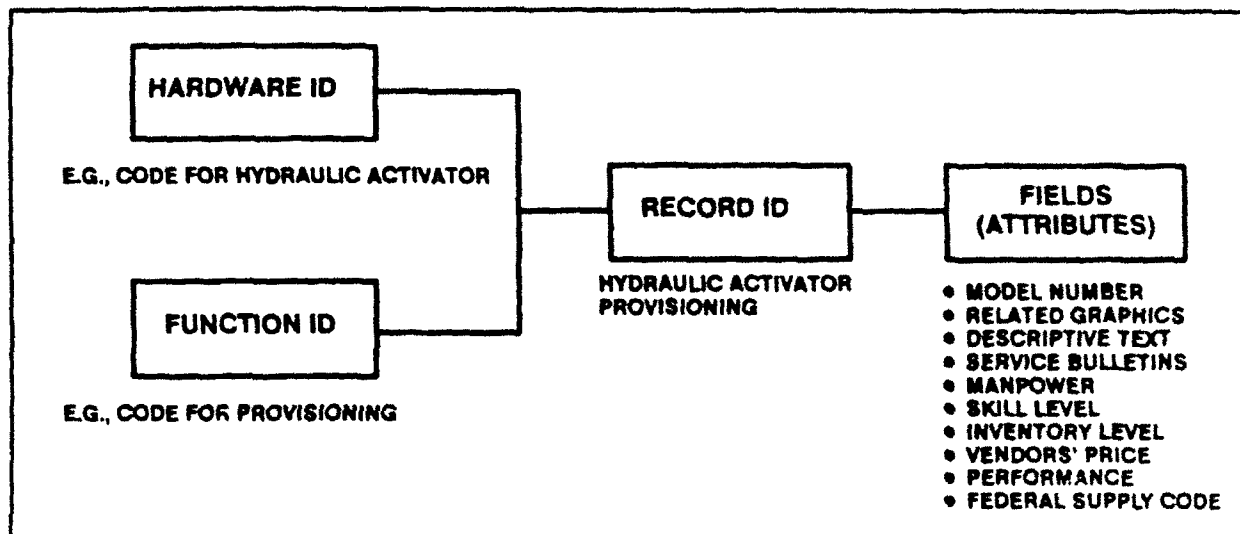 HARDWARE ID
E.G., CODE FOR HYDRAULIC ACTIVATOR
FUNCTION ID
E.G., CODE FOR PROVISIONING
RECORD ID
HYDRAULIC ACTIVATOR
PROVISIONING
FIELDS
(ATTRIBUTES)
• MODEL NUMBER
• RELATED GRAPHICS
• DESCRIPTIVE TEXT
• SERVICE BULLETINS
• MANPOWER
• SKILL LEVEL
• INVENTORY LEVEL
• VENDORS' PRICE
• PERFORMANCE
• FEDERAL SUPPLY CODE